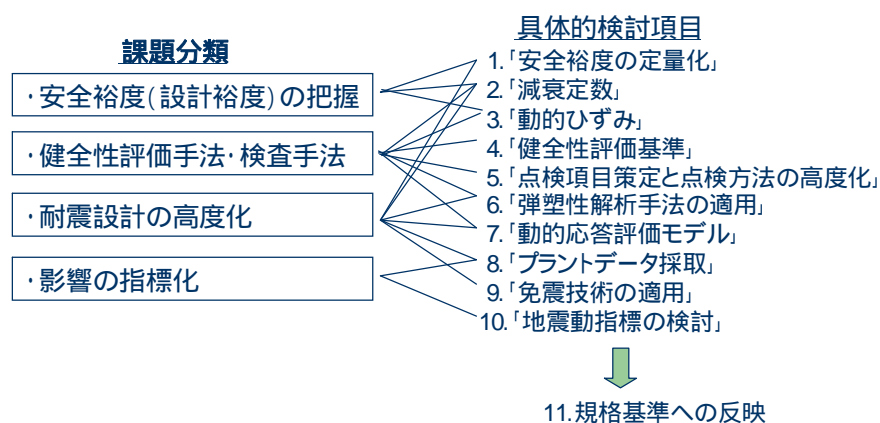 課題分類
・安全裕度(設計裕度)の把握
・健全性評価手法・検査手法
・耐震設計の高度化
・影響の指標化
具体的検討項目
1.「安全裕度の定量化」
2.「減衰定数」
3.「動的ひずみ」
4.「健全性評価基準」
5.「点検項目策定と点検方法の高度化」
6.「弾塑性解析手法の適用」
7.「動的応答評価モデル」
8.「プラントデータ採取」
9.「免震技術の適用」
10.「地震動指標の検討」
11.規格基準への反映